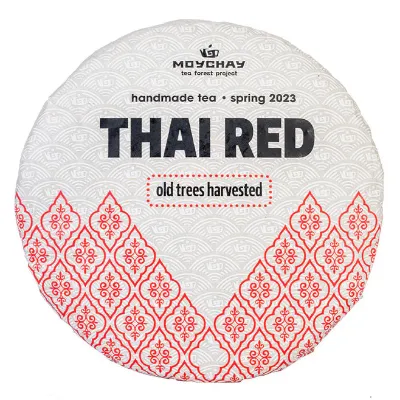 MOYCHAY
tea forest project
handmade tea • spring 2023
THAI RED
old trees harvested